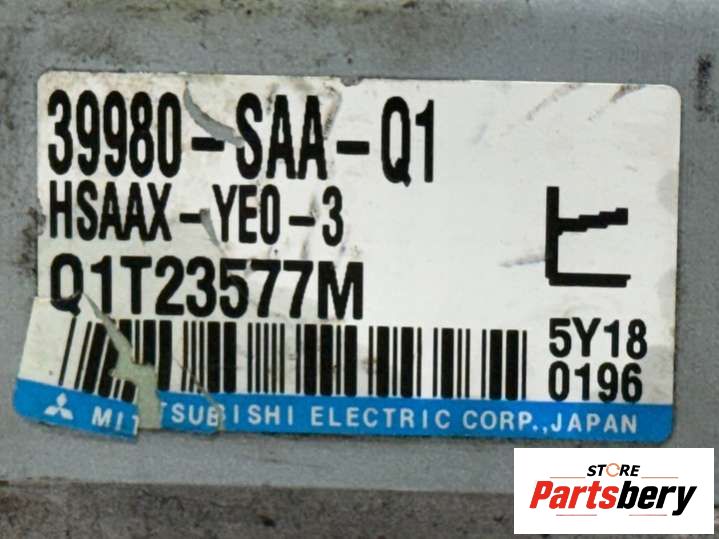 39980-SAA-Q1
HSAAX-YE0-3
Q1T23577M
ヒ
5Y18
0196
MITSUBISHI ELECTRIC CORP.,JAPAN
STORE
Partsbery